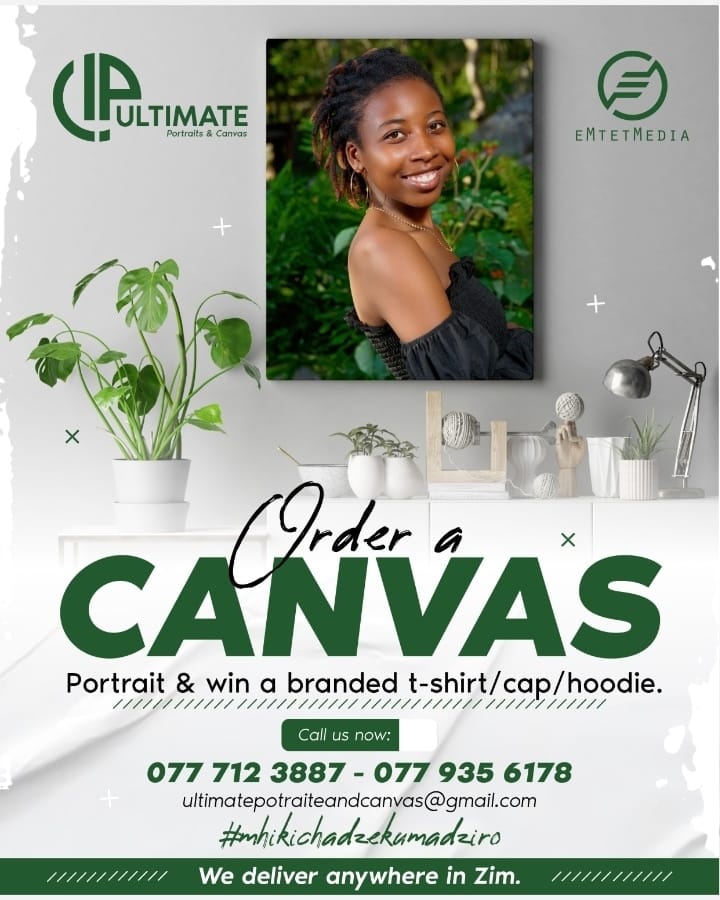 ULTIMATE
Portraits & Canvas
eMtetMedia
Order a
CANVAS
Portrait & win a branded t-shirt/cap/hoodie.
Call us now:
077 712 3887 - 077 935 6178
ultimatepotraiteandcanvas@gmail.com
#mhikichadzekumadziro
We deliver anywhere in Zim.